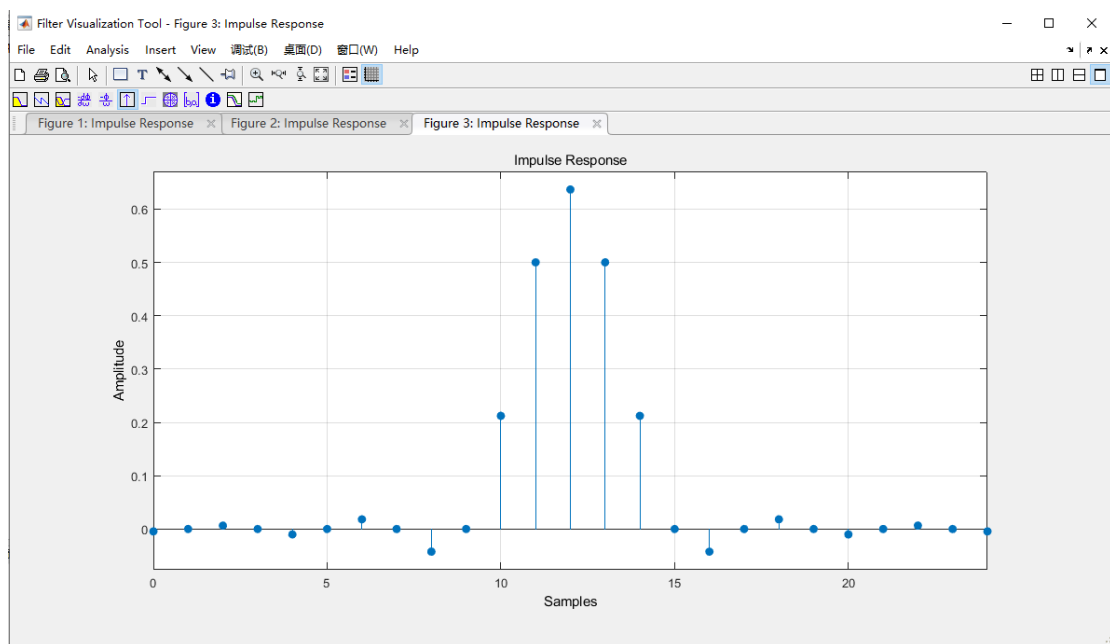 Filter Visualization Tool - Figure 3: Impulse Response
File Edit Analysis Insert View 调试(B) 桌面(D) 窗口(W) Help
Figure 1: Impulse Response Figure 2: Impulse Response Figure 3: Impulse Response
Impulse Response
0.6
0.5
0.4
0.3
0.2
0.1
0
Amplitude
0 5 10 15 20
Samples